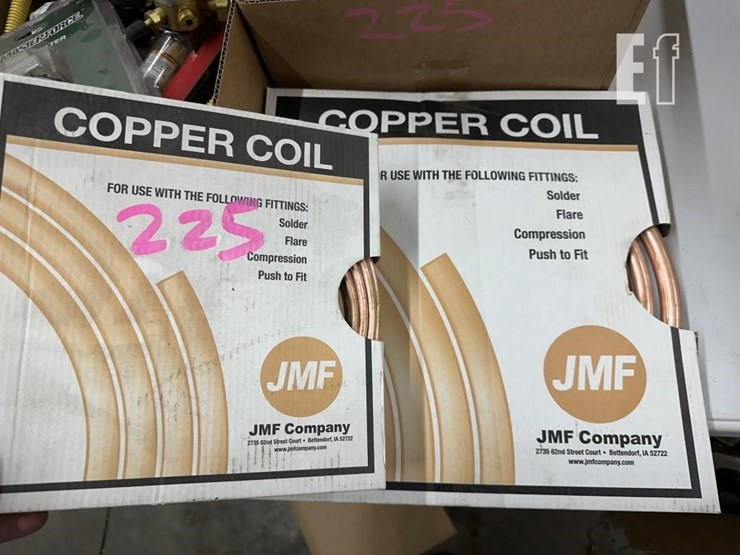 225
Ef
MASTERFORCE
COPPER COIL
FOR USE WITH THE FOLLOWING FITTINGS:
225
Solder
Flare
Compression
Push to Fit
JMF
JMF Company
2735 62nd Street Court • Bettendorf, IA 52722
www.jmfcompany.com
COPPER COIL
R USE WITH THE FOLLOWING FITTINGS:
Solder
Flare
Compression
Push to Fit
JMF
JMF Company
2735 62nd Street Court • Bettendorf, IA 52722
www.jmfcompany.com